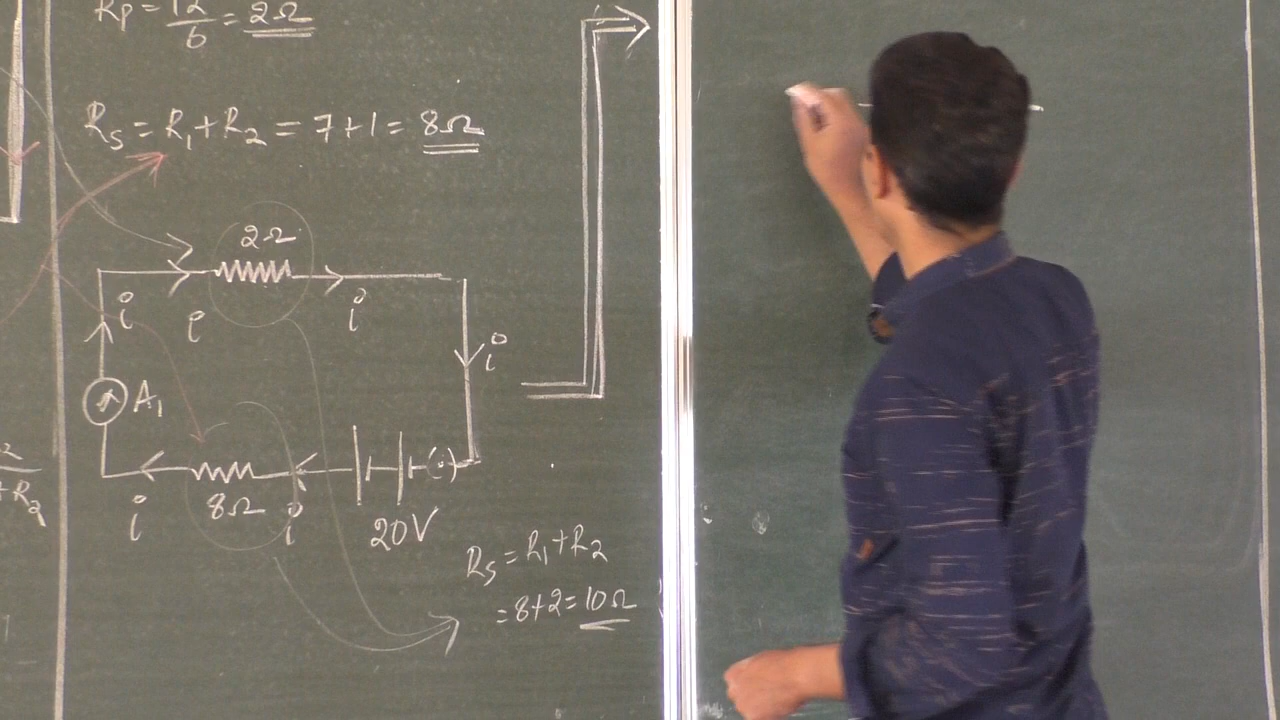 Rp = 12/6 = 2Ω
Rs = R1 + R2 = 7+1 = 8Ω
2Ω
i
i
i
i
A1
8Ω
i
i
20V
+R2
Rs = R1+R2
= 8+2 = 10Ω